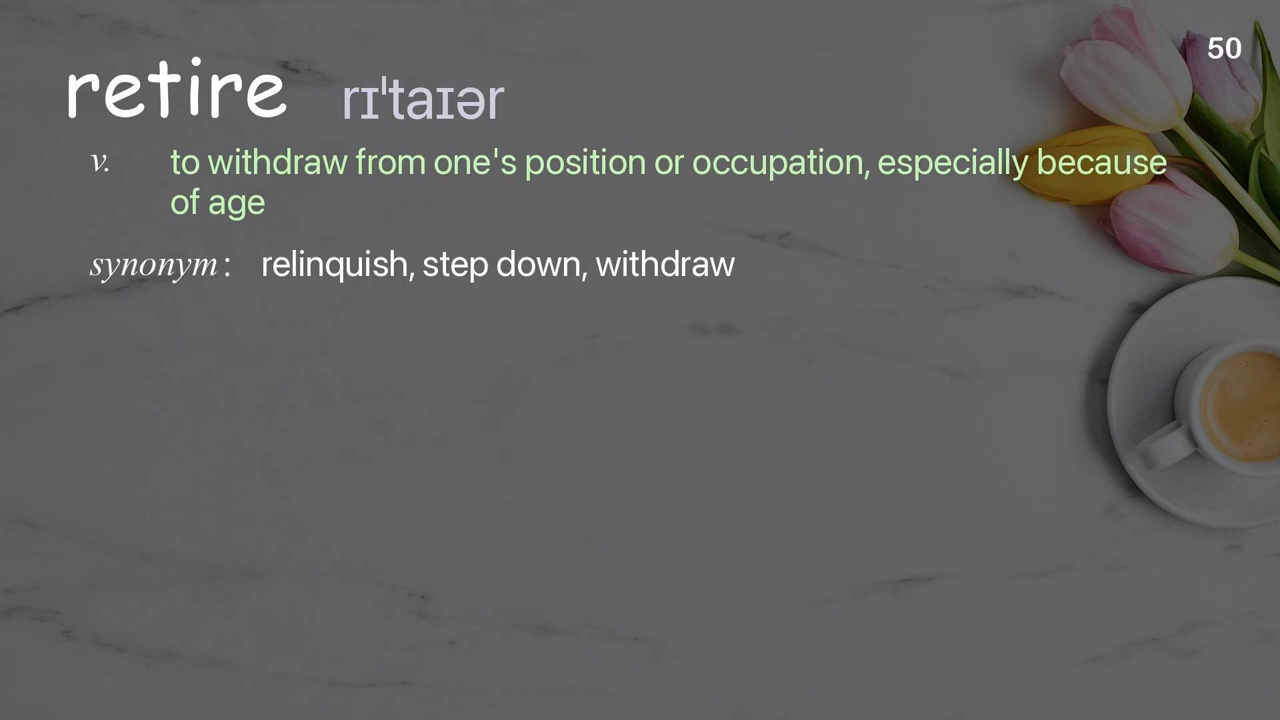 50
retire rɪˈtaɪər
v. to withdraw from one's position or occupation, especially because
of age
synonym : relinquish, step down, withdraw